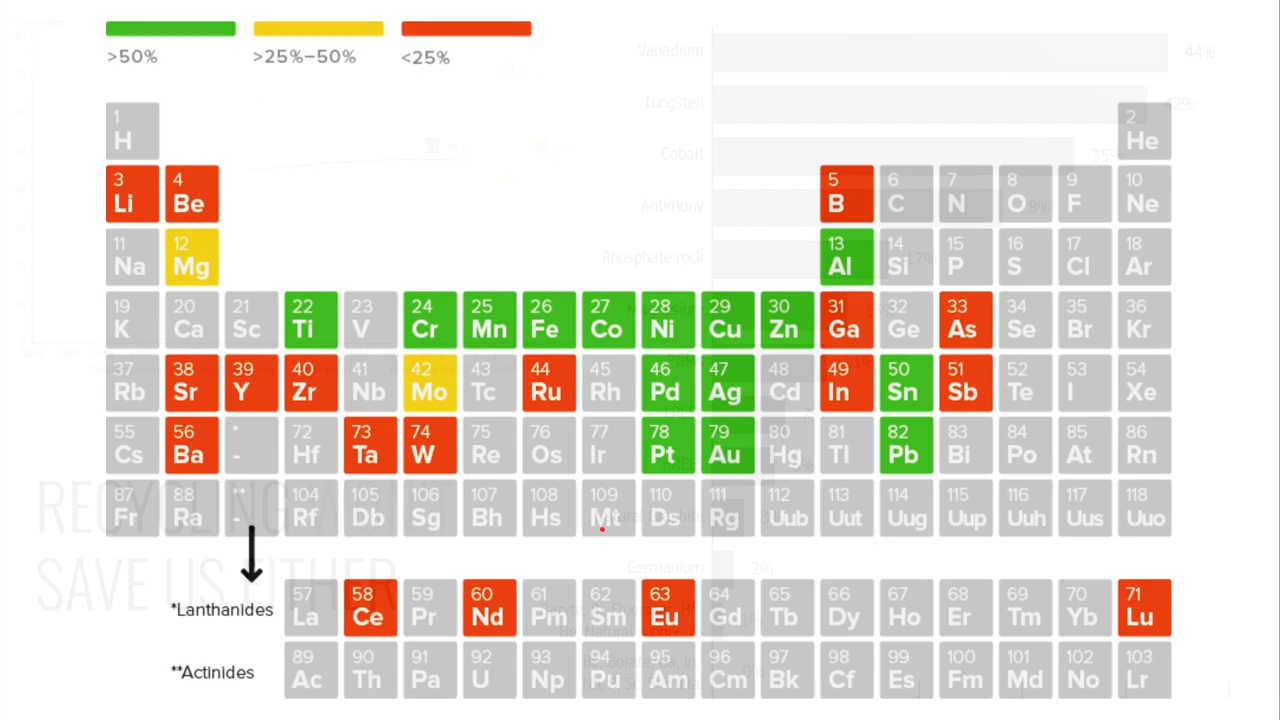 >50% >25%–50% <25%
Vanadium 44%
1 2
H He
Tungsten 42%
Cobalt 35%
3 4 5 6 7 8 9 10
Li Be B C N O F Ne
Antimony 28%
11 12 13 14 15 16 17 18
Na Mg Al Si P S Cl Ar
Phosphate rock 17%
19 20 21 22 23 24 25 26 27 28 29 30 31 32 33 34 35 36
K Ca Sc Ti V Cr Mn Fe Co Ni Cu Zn Ga Ge As Se Br Kr
37 38 39 40 41 42 43 44 45 46 47 48 49 50 51 52 53 54
Rb Sr Y Zr Nb Mo Tc Ru Rh Pd Ag Cd In Sn Sb Te I Xe
55 56 * 72 73 74 75 76 77 78 79 80 81 82 83 84 85 86
Cs Ba - Hf Ta W Re Os Ir Pt Au Hg Tl Pb Bi Po At Rn
87 88 ** 104 105 106 107 108 109 110 111 112 113 114 115 116 117 118
Fr Ra - Rf Db Sg Bh Hs Mt Ds Rg Uub Uut Uug Uup Uuh Uus Uuo
RECYCLING
SAVE US EITHER
Germanium 2%
*Lanthanides
57 58 59 60 61 62 63 64 65 66 67 68 69 70 71
La Ce Pr Nd Pm Sm Eu Gd Tb Dy Ho Er Tm Yb Lu
**Actinides
89 90 91 92 93 94 95 96 97 98 99 100 101 102 103
Ac Th Pa U Np Pu Am Cm Bk Cf Es Fm Md No Lr